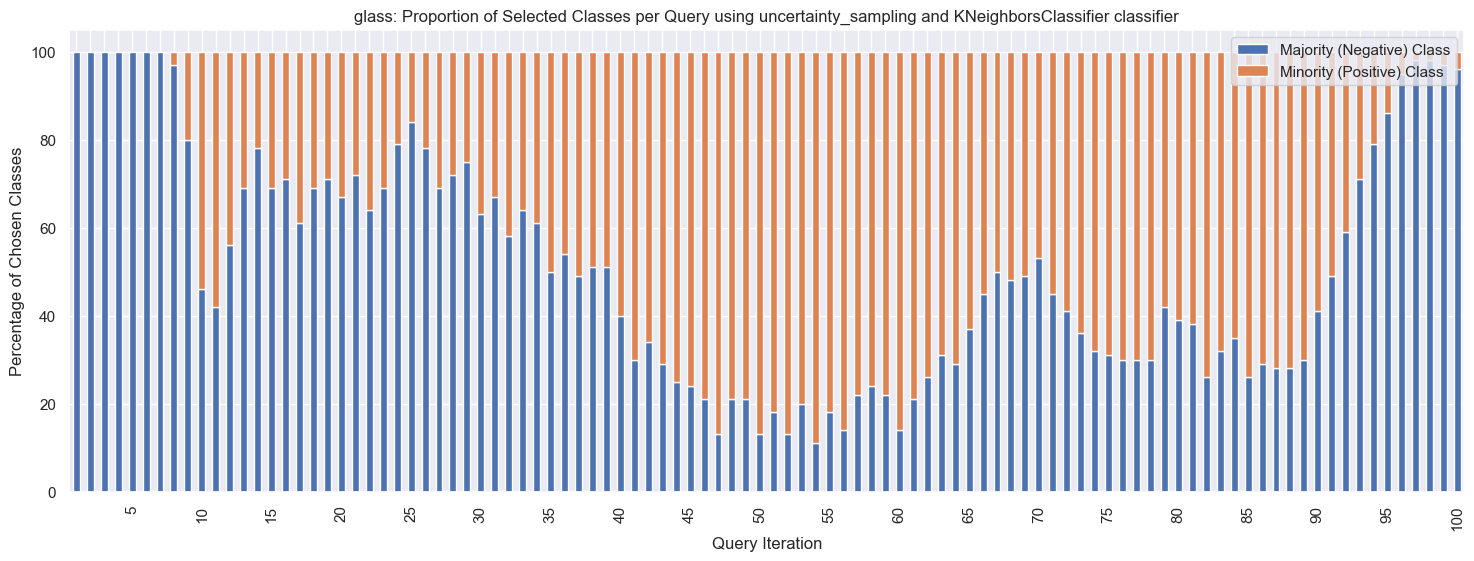 glass: Proportion of Selected Classes per Query using uncertainty_sampling and KNeighborsClassifier classifier
Majority (Negative) Class
Minority (Positive) Class
Percentage of Chosen Classes
100
80
60
40
20
0
5 10 15 20 25 30 35 40 45 50 55 60 65 70 75 80 85 90 95 100
Query Iteration